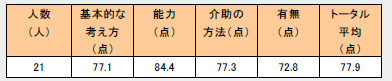 人数
(人)
基本的な
考え方
(点)
能力
(点)
介助の
方法(点)
有無
(点)
トータル
平均
(点)
21
77.1
84.4
77.3
72.8
77.9